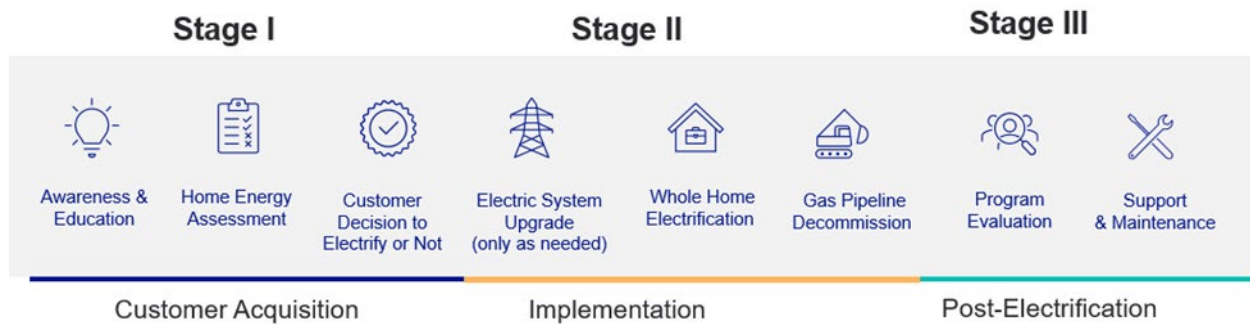 Stage I
Stage II
Stage III
Awareness &
Education
Home Energy
Assessment
Customer
Decision to
Electrify or Not
Electric System
Upgrade
(only as needed)
Whole Home
Electrification
Gas Pipeline
Decommission
Program
Evaluation
Support
& Maintenance
Customer Acquisition
Implementation
Post-Electrification